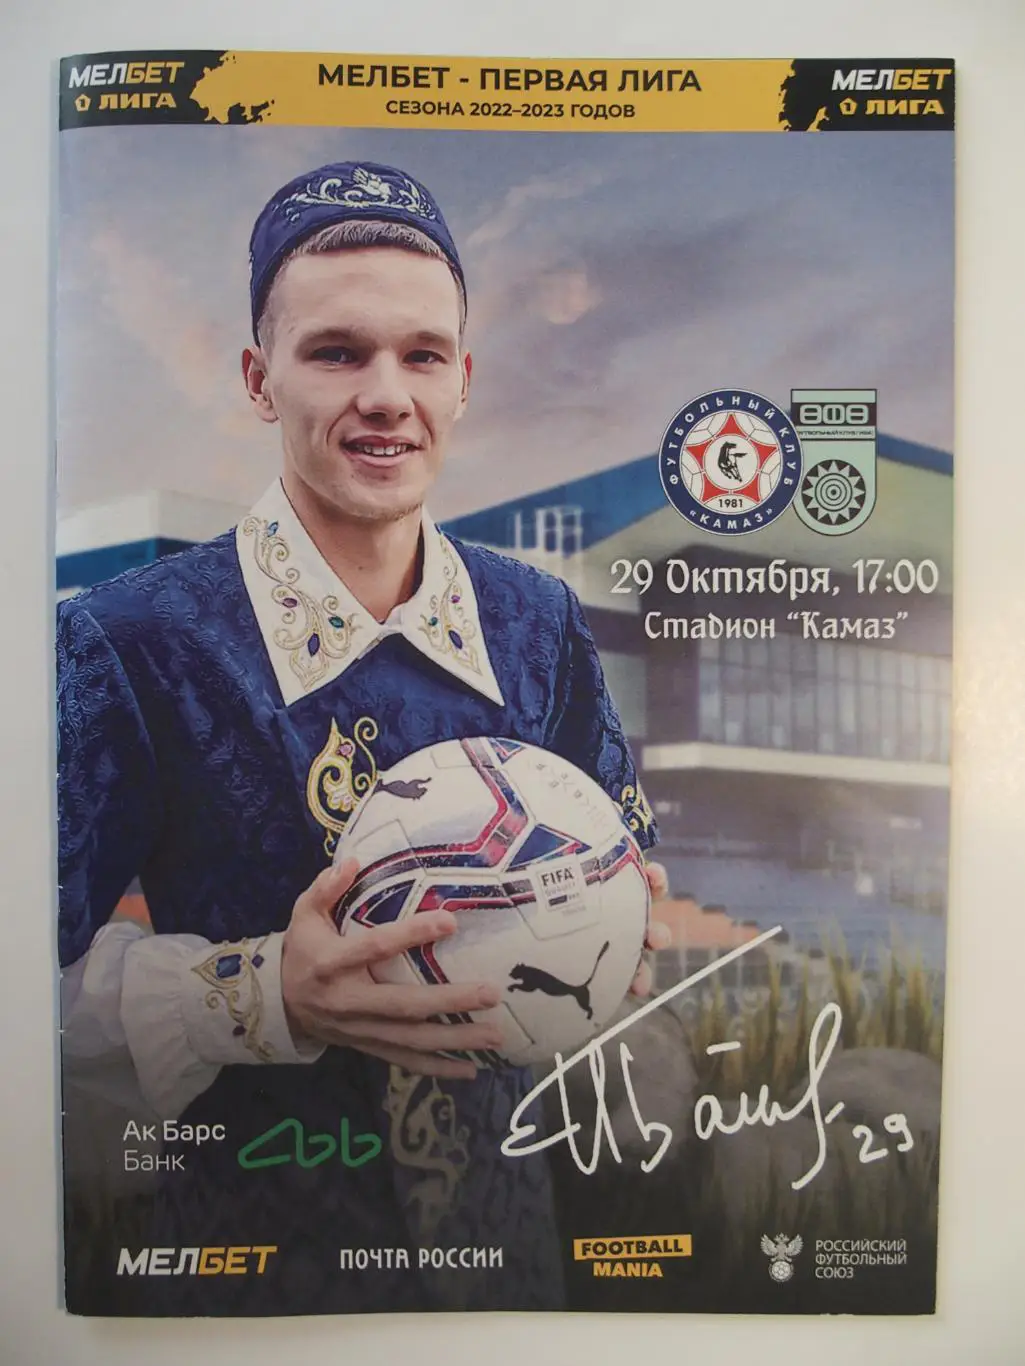 МЕЛБЕТ
ЛИГА
МЕЛБЕТ - ПЕРВАЯ ЛИГА
СЕЗОНА 2022–2023 ГОДОВ
МЕЛБЕТ
ЛИГА
ФУТБОЛЬНЫЙ КЛУБ
1981
«КАМАЗ»
29 Октября, 17:00
Стадион "Камаз"
FIFA
29
Ак Барс
Банк
МЕЛБЕТ
ПОЧТА РОССИИ
FOOTBALL
MANIA
РОССИЙСКИЙ
ФУТБОЛЬНЫЙ
СОЮЗ